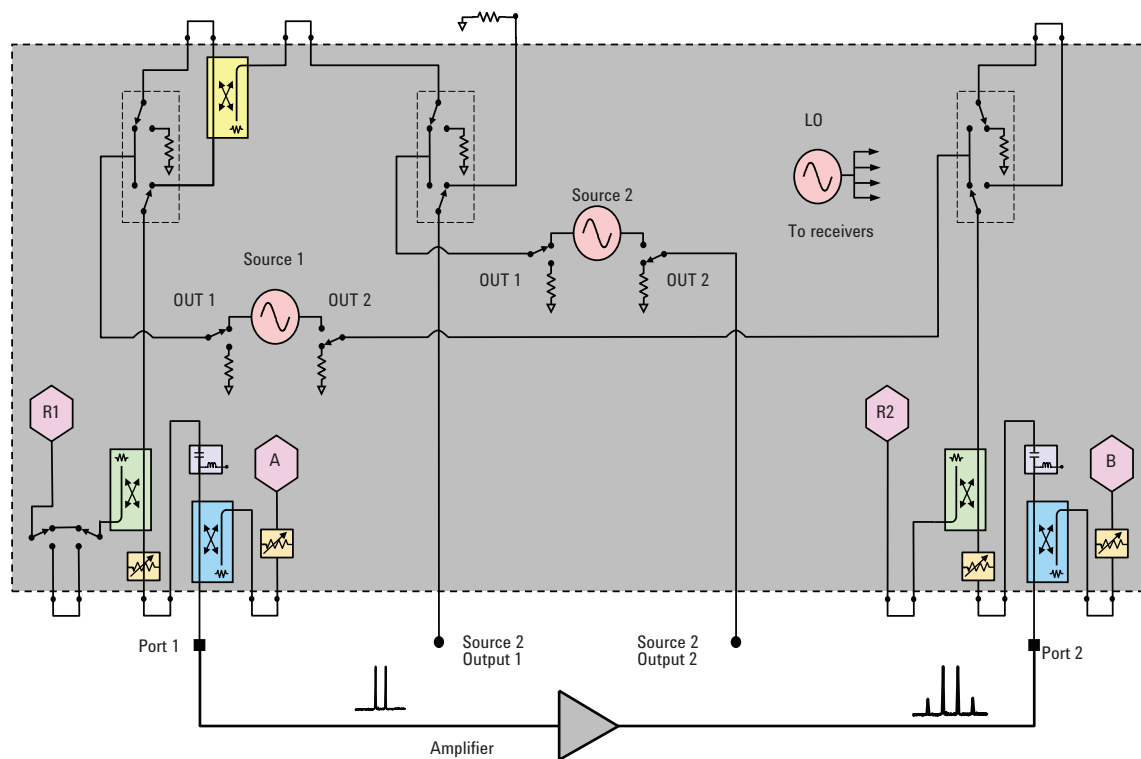 LO
To receivers
Source 2
OUT 1
OUT 2
Source 1
OUT 1
OUT 2
R1
A
R2
B
Port 1
Source 2
Output 1
Source 2
Output 2
Port 2
Amplifier